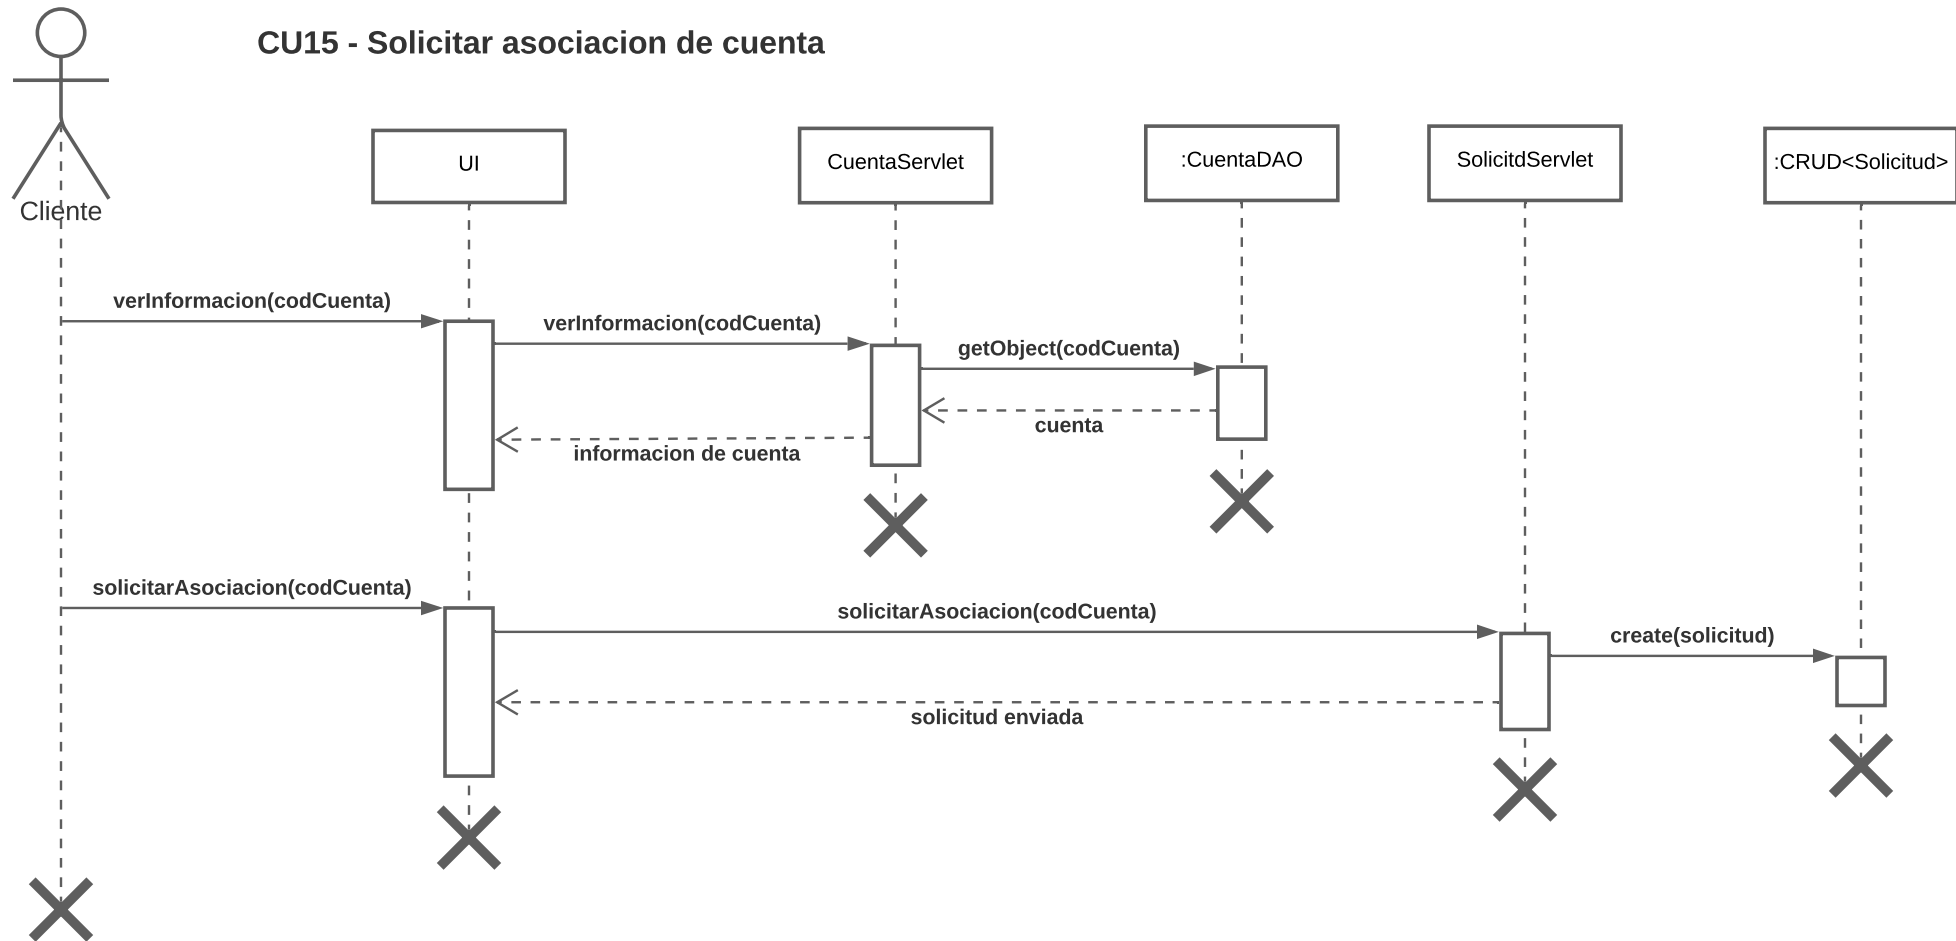 CU15 - Solicitar asociacion de cuenta
UI
CuentaServlet
:CuentaDAO
SolicitdServlet
:CRUD<Solicitud>
Cliente
verInformacion(codCuenta)
verInformacion(codCuenta)
getObject(codCuenta)
cuenta
informacion de cuenta
solicitarAsociacion(codCuenta)
solicitarAsociacion(codCuenta)
create(solicitud)
solicitud enviada